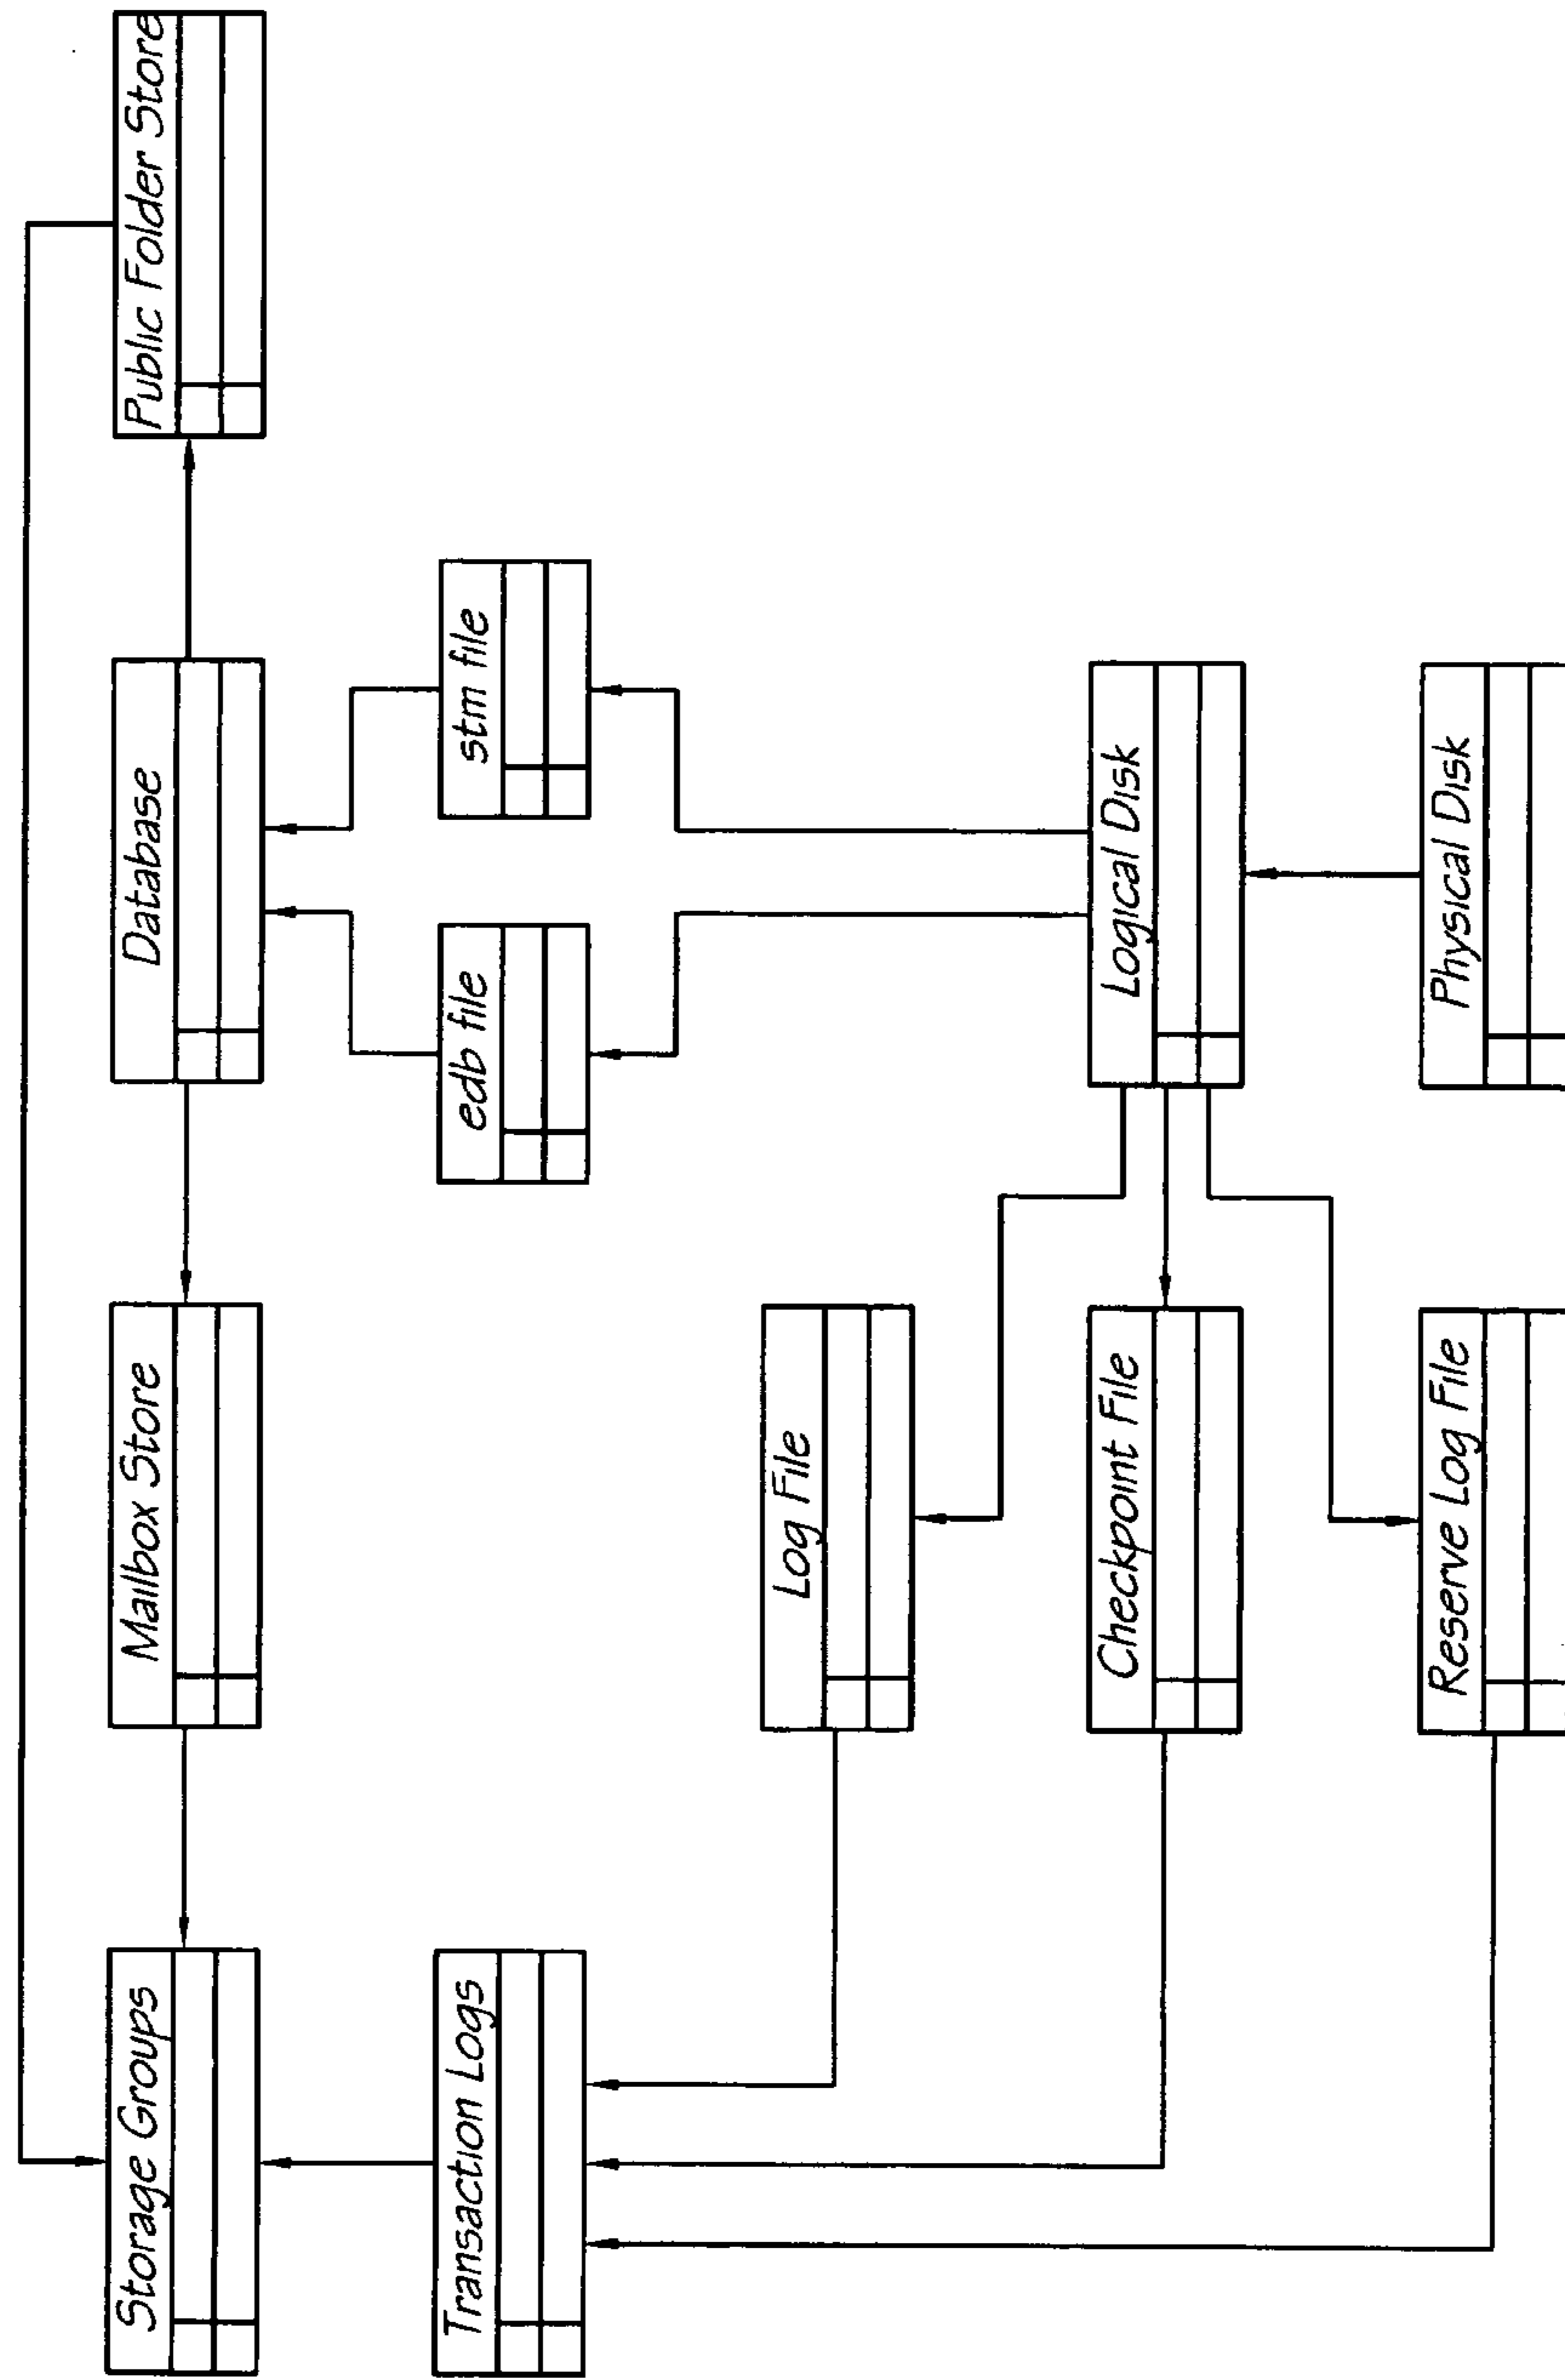 Storage Groups
Mailbox Store
Database
Public Folder Store
Transaction Logs
edb file
stm file
Log File
Checkpoint File
Logical Disk
Reserve Log File
Physical Disk